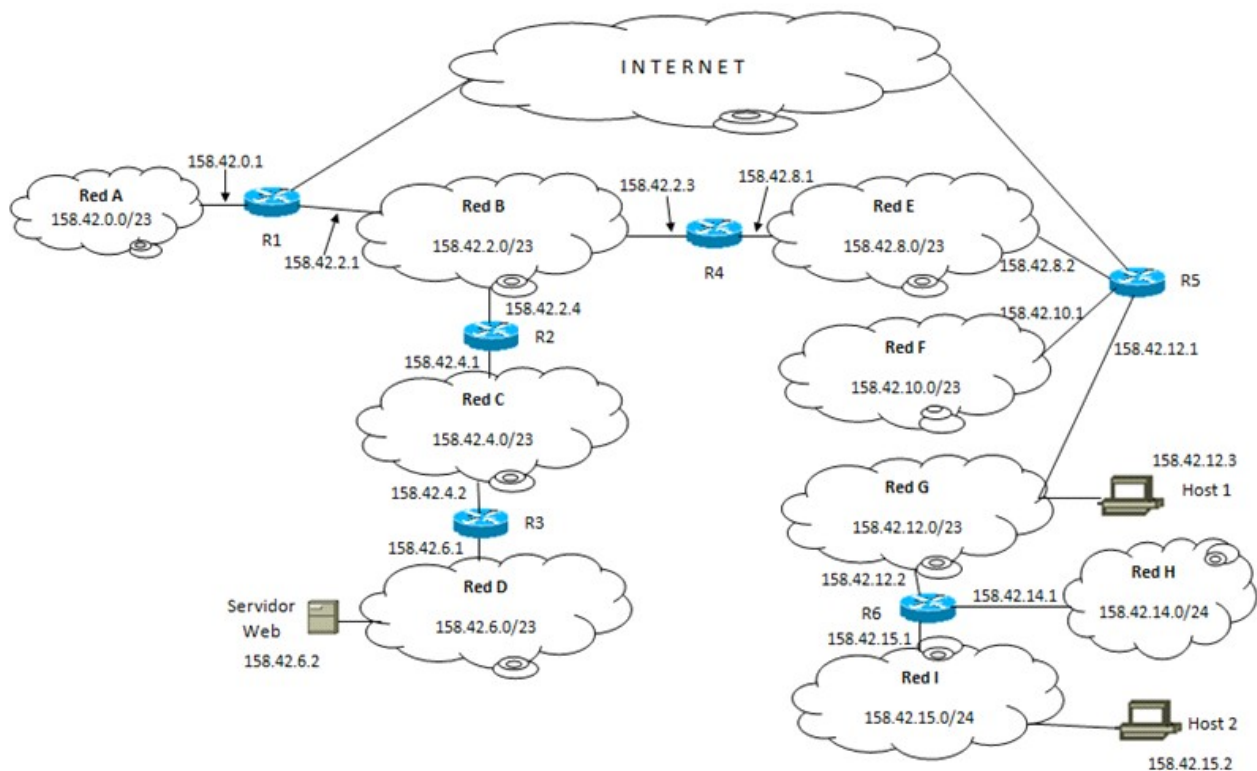 INTERNET
158.42.0.1
Red A
158.42.0.0/23
R1
158.42.2.1
Red B
158.42.2.0/23
158.42.2.3
158.42.8.1
R4
Red E
158.42.8.0/23
158.42.8.2
R5
158.42.2.4
R2
158.42.4.1
158.42.10.1
Red F
158.42.10.0/23
158.42.12.1
Red C
158.42.4.0/23
158.42.4.2
R3
158.42.6.1
Red G
158.42.12.0/23
158.42.12.3
Host 1
Red D
158.42.6.0/23
Servidor
Web
158.42.6.2
158.42.12.2
R6
158.42.14.1
Red H
158.42.14.0/24
158.42.15.1
Red I
158.42.15.0/24
Host 2
158.42.15.2